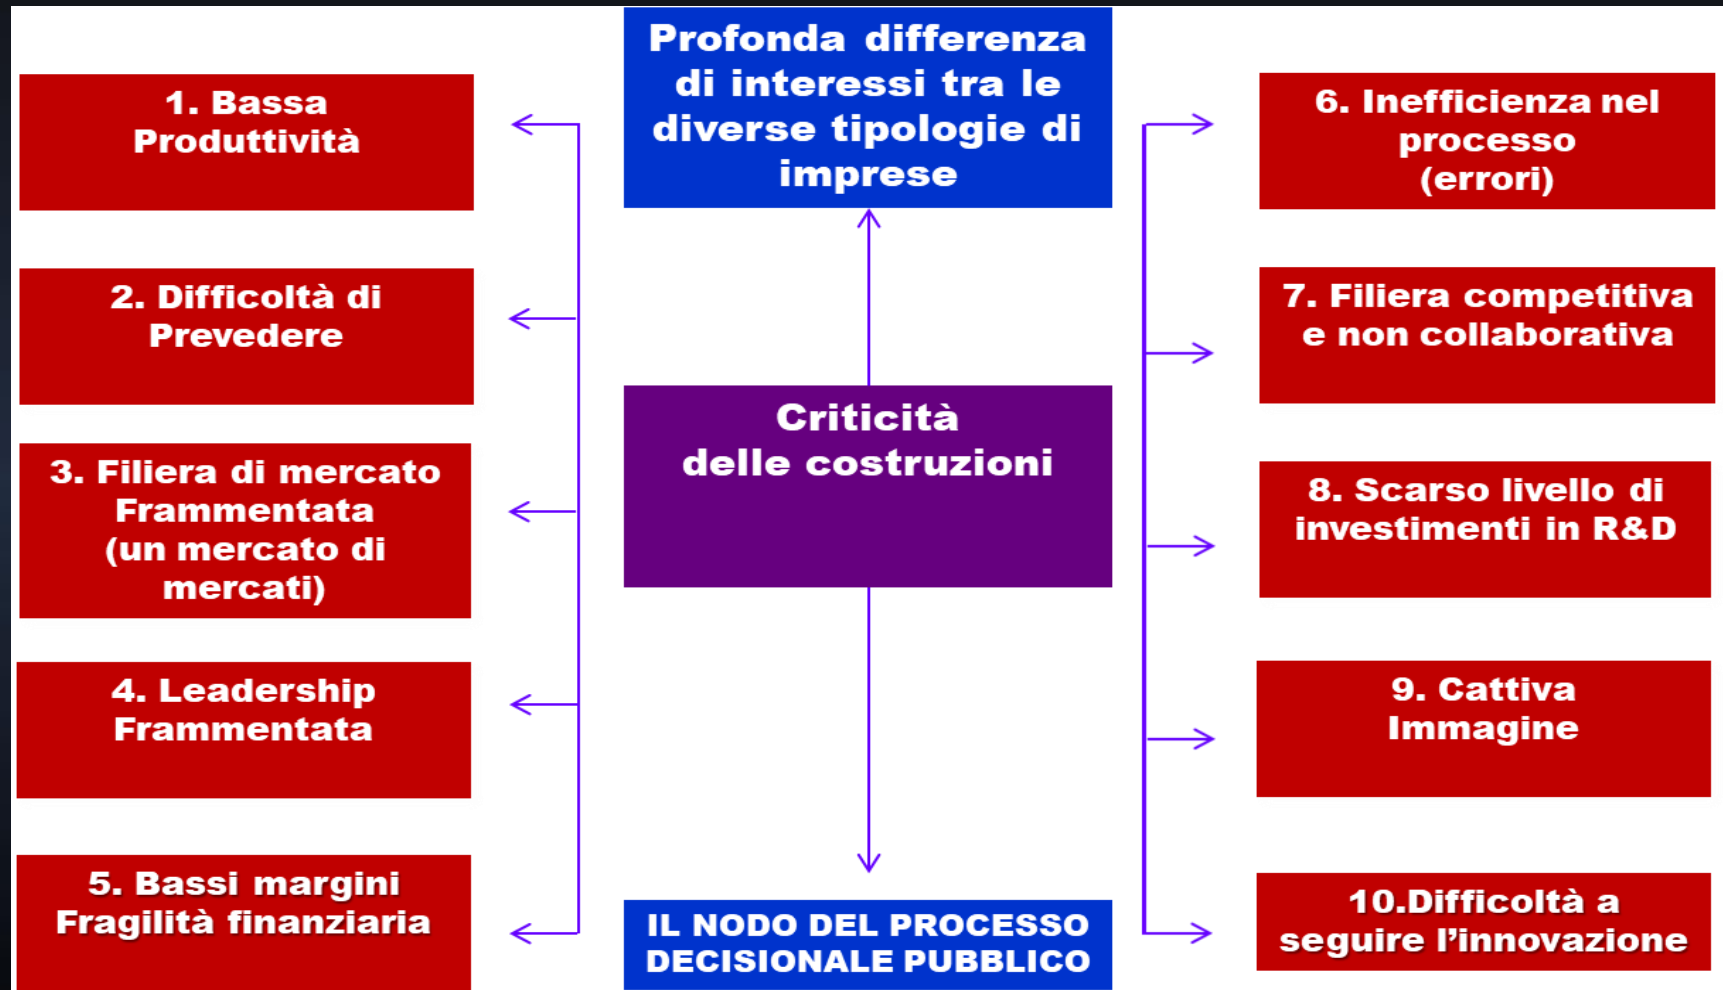 Profonda differenza
di interessi tra le
diverse tipologie di
imprese
1. Bassa
Produttività
2. Difficoltà di
Prevedere
3. Filiera di mercato
Frammentata
(un mercato di
mercati)
4. Leadership
Frammentata
5. Bassi margini
Fragilità finanziaria
Criticità
delle costruzioni
IL NODO DEL PROCESSO
DECISIONALE PUBBLICO
6. Inefficienza nel
processo
(errori)
7. Filiera competitiva
e non collaborativa
8. Scarso livello di
investimenti in R&D
9. Cattiva
Immagine
10.Difficoltà a
seguire l’innovazione